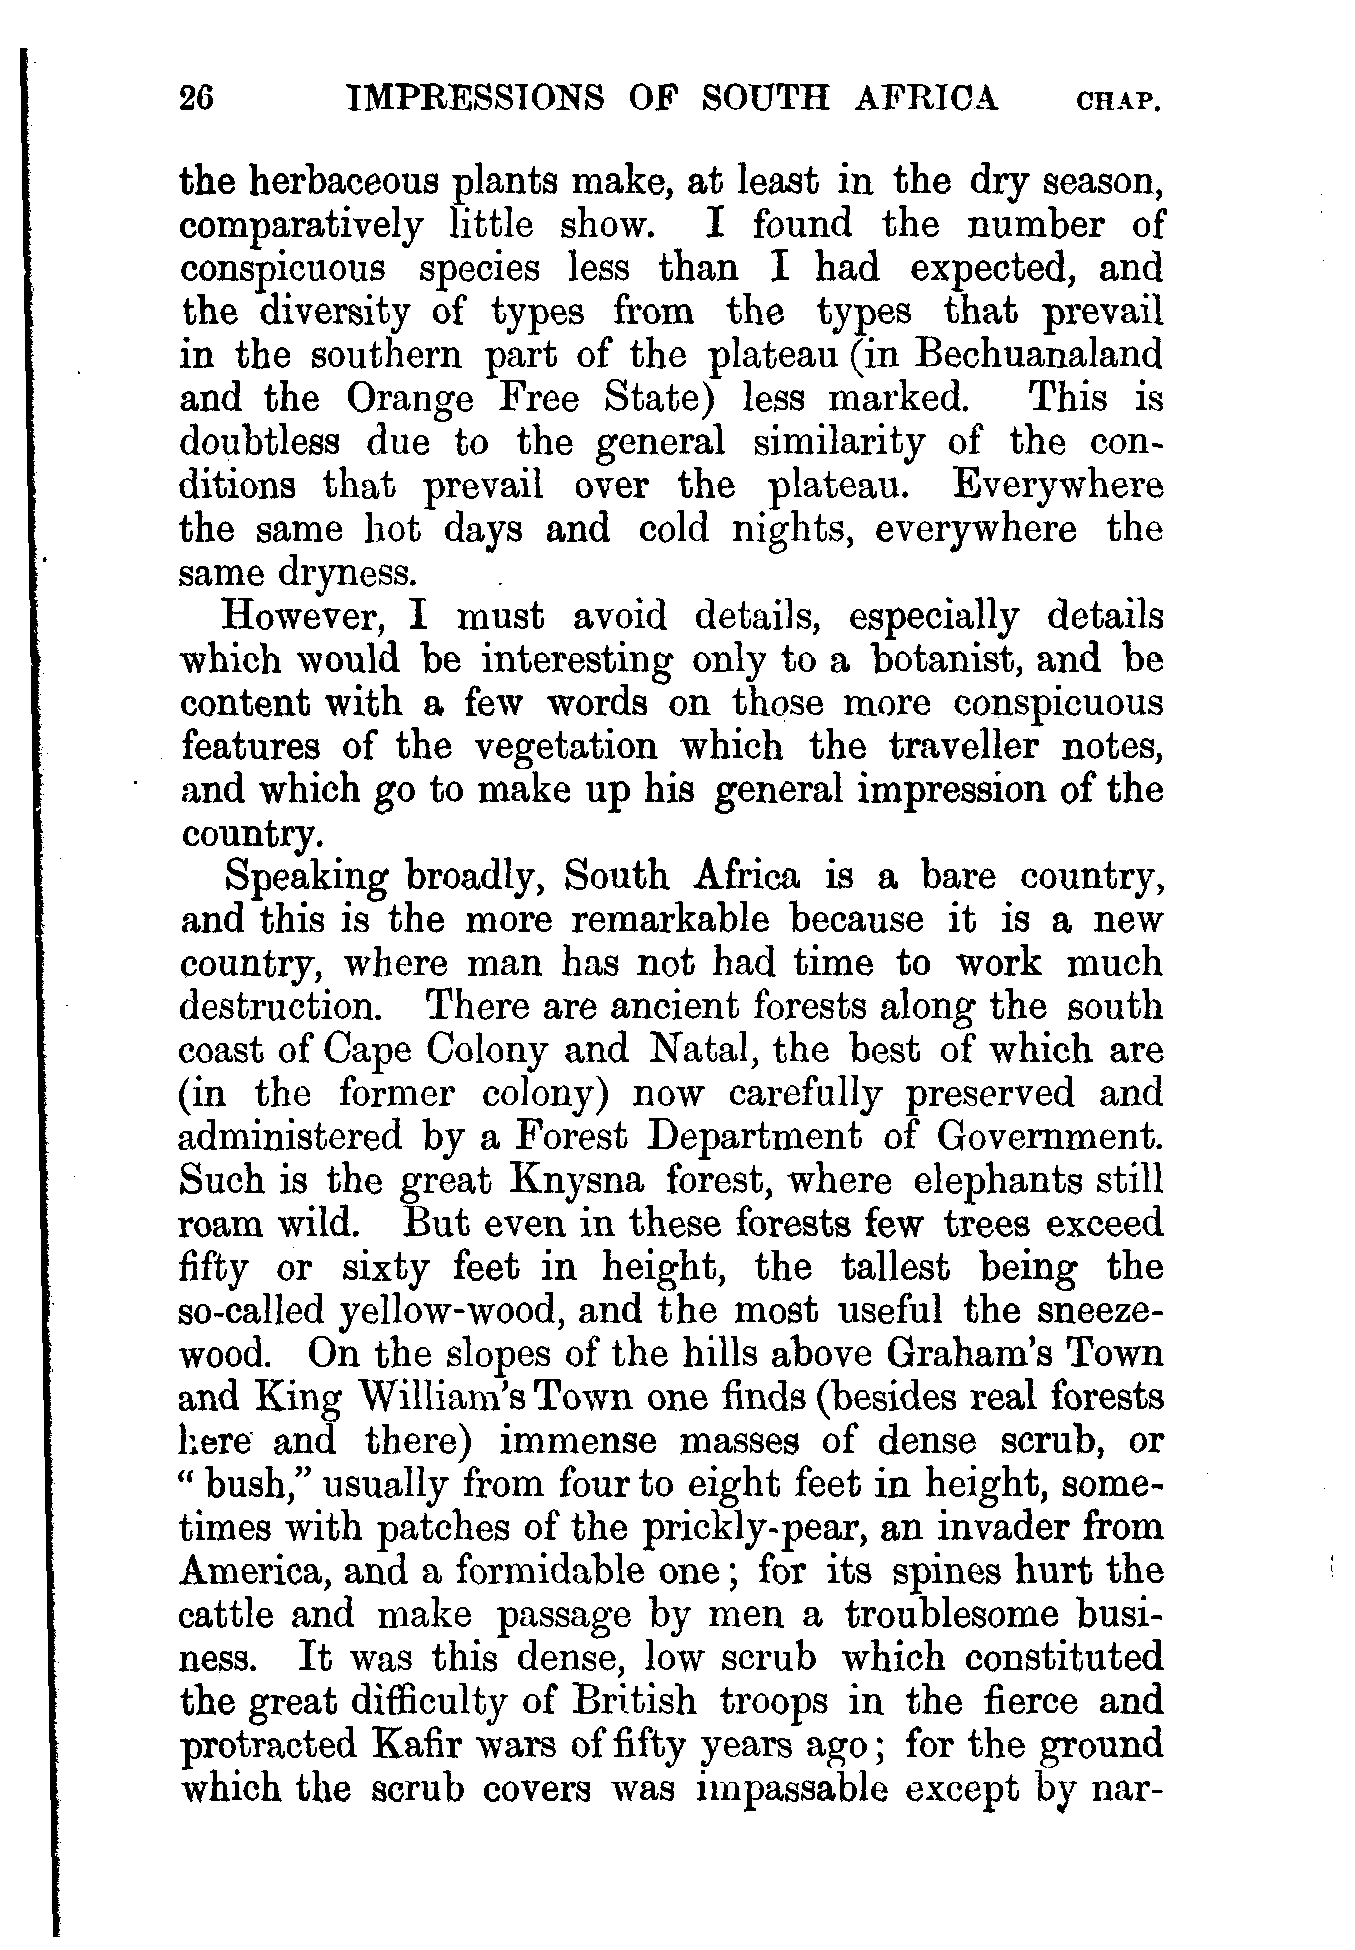 26 IMPRESSIONS OF SOUTH AFRICA CHAP.
the herbaceous plants make, at least in the dry season,
comparatively little show. I found the number of
conspicuous species less than I had expected, and
the diversity of types from the types that prevail
in the southern part of the plateau (in Bechuanaland
and the Orange Free State) less marked. This is
doubtless due to the general similarity of the con-
ditions that prevail over the plateau. Everywhere
the same hot days and cold nights, everywhere the
same dryness.
However, I must avoid details, especially details
which would be interesting only to a botanist, and be
content with a few words on those more conspicuous
features of the vegetation which the traveller notes,
and which go to make up his general impression of the
country.
Speaking broadly, South Africa is a bare country,
and this is the more remarkable because it is a new
country, where man has not had time to work much
destruction. There are ancient forests along the south
coast of Cape Colony and Natal, the best of which are
(in the former colony) now carefully preserved and
administered by a Forest Department of Government.
Such is the great Knysna forest, where elephants still
roam wild. But even in these forests few trees exceed
fifty or sixty feet in height, the tallest being the
so-called yellow-wood, and the most useful the sneeze-
wood. On the slopes of the hills above Graham's Town
and King William's Town one finds (besides real forests
here and there) immense masses of dense scrub, or
“ bush,” usually from four to eight feet in height, some-
times with patches of the prickly-pear, an invader from
America, and a formidable one; for its spines hurt the
cattle and make passage by men a troublesome busi-
ness. It was this dense, low scrub which constituted
the great difficulty of British troops in the fierce and
protracted Kafir wars of fifty years ago; for the ground
which the scrub covers was impassable except by nar-